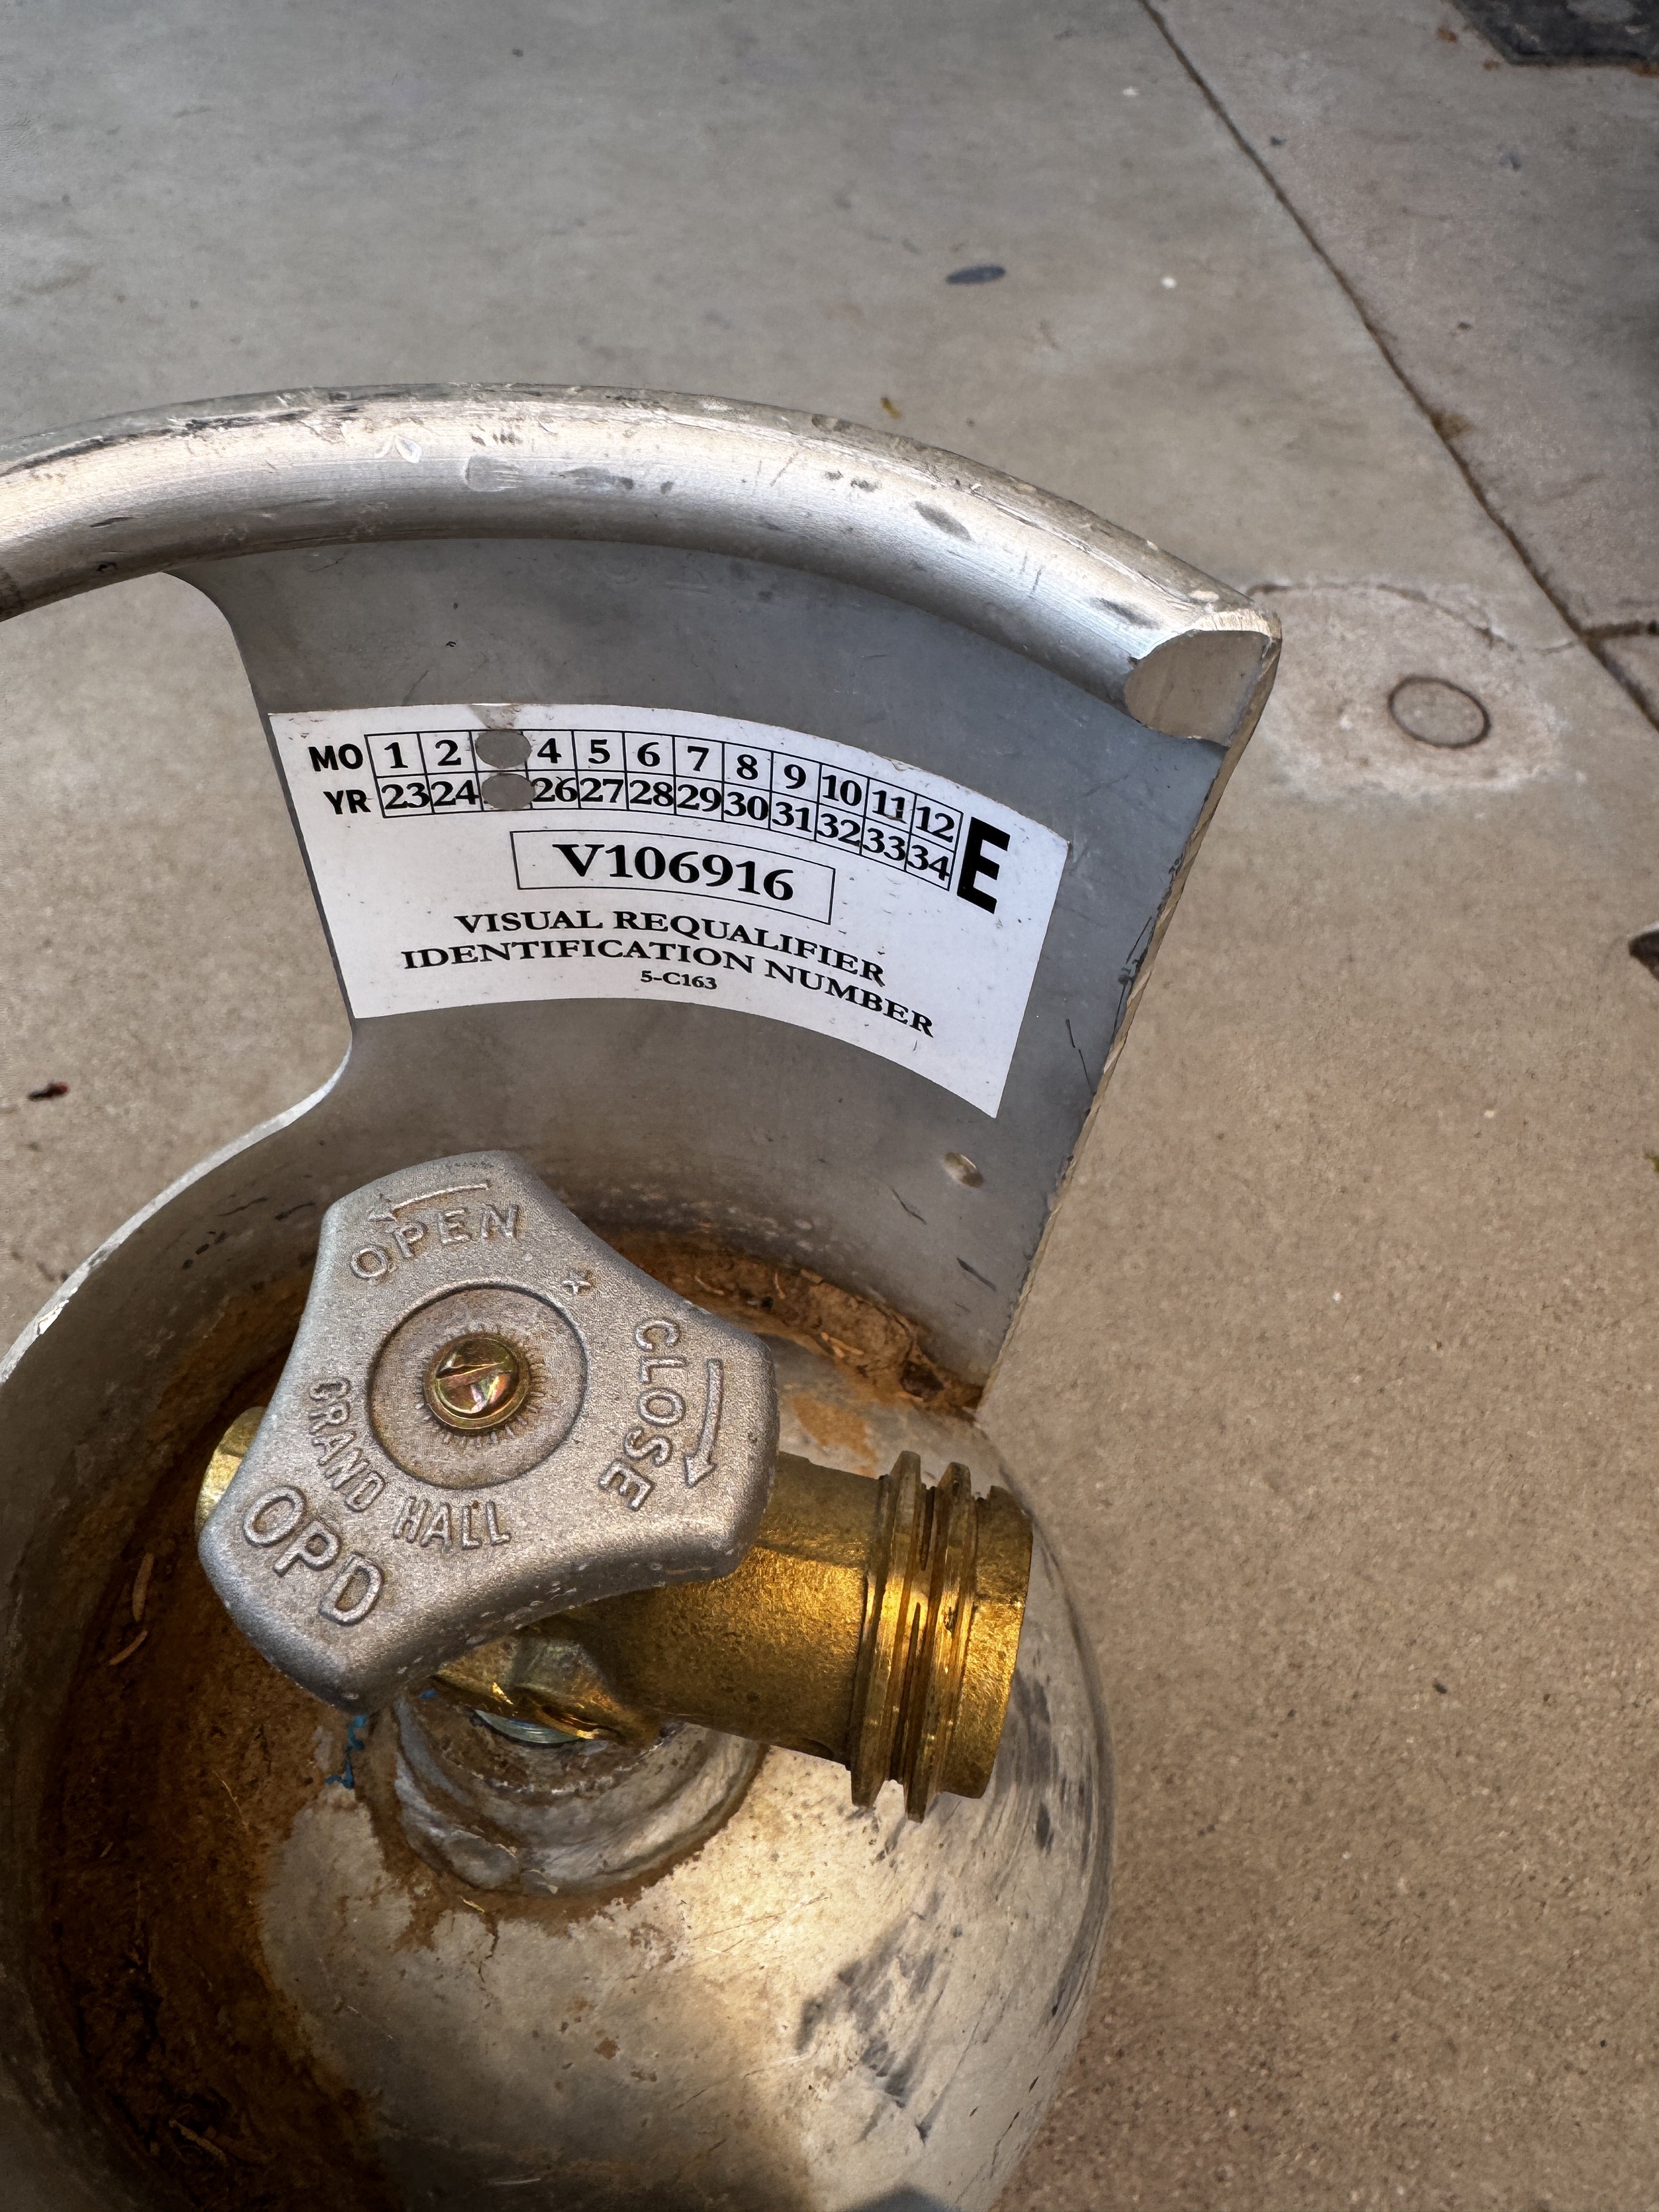 MO 1 2 4 5 6 7 8 9 10 11 12
YR 23 24 26 27 28 29 30 31 32 33 34
E
V106916
VISUAL REQUALIFIER
IDENTIFICATION NUMBER
5-C163
OPEN
CLOSE
GRAND HALL
OPD